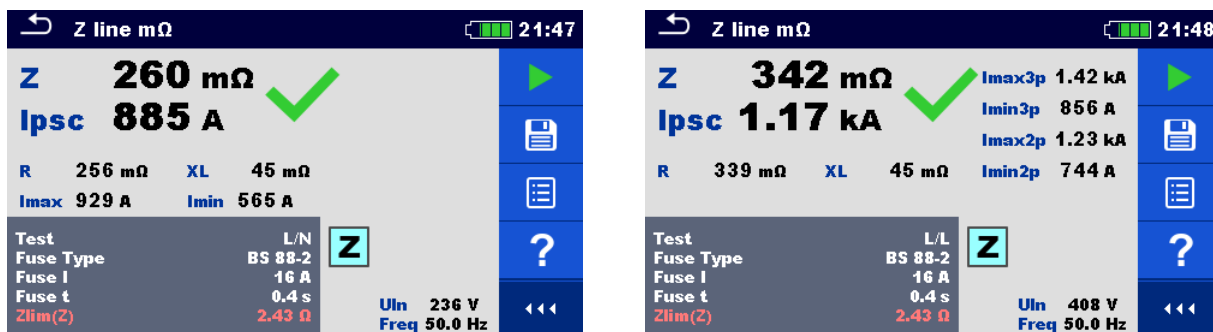 Z line mΩ 21:47
Z 260 mΩ
Ipsc 885 A
R 256 mΩ XL 45 mΩ
Imax 929 A Imin 565 A
Test L/N
Fuse Type BS 88-2
Fuse I 16 A
Fuse t 0.4 s
Zlim(Z) 2.43 Ω
Z
Uln 236 V
Freq 50.0 Hz
?
Z line mΩ 21:48
Z 342 mΩ
Ipsc 1.17 kA
Imax3p 1.42 kA
Imin3p 856 A
Imax2p 1.23 kA
Imin2p 744 A
R 339 mΩ XL 45 mΩ
Test L/L
Fuse Type BS 88-2
Fuse I 16 A
Fuse t 0.4 s
Zlim(Z) 2.43 Ω
Z
Uln 408 V
Freq 50.0 Hz
?